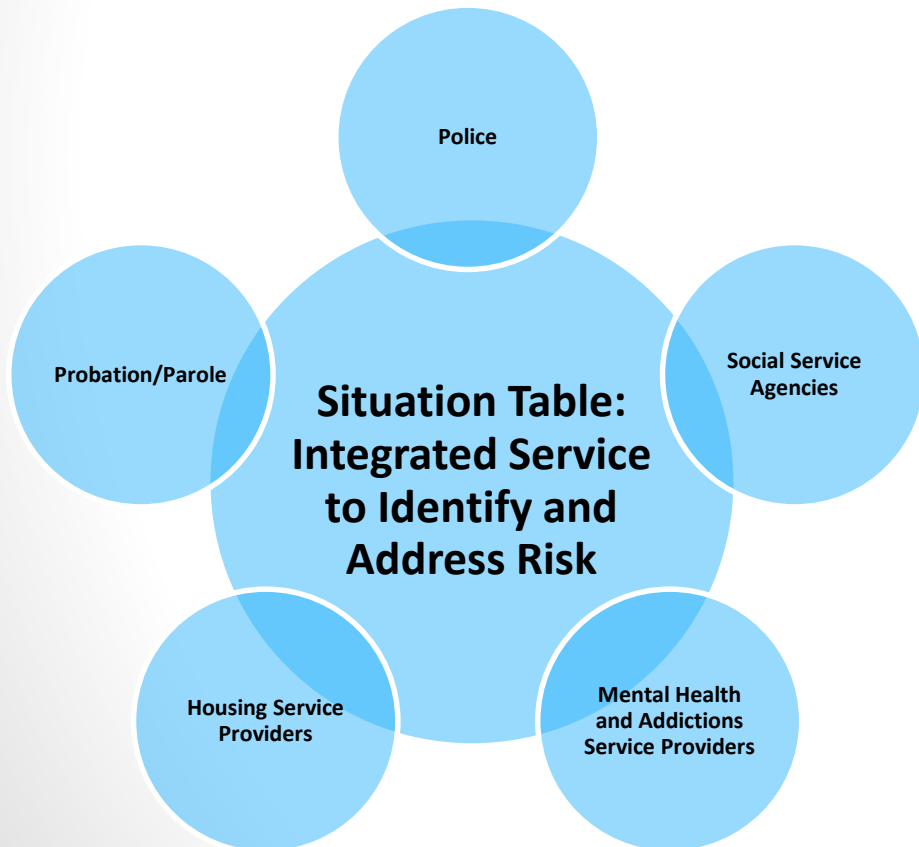 Police
Probation/Parole
Social Service
Agencies
Situation Table:
Integrated Service
to Identify and
Address Risk
Housing Service
Providers
Mental Health
and Addictions
Service Providers